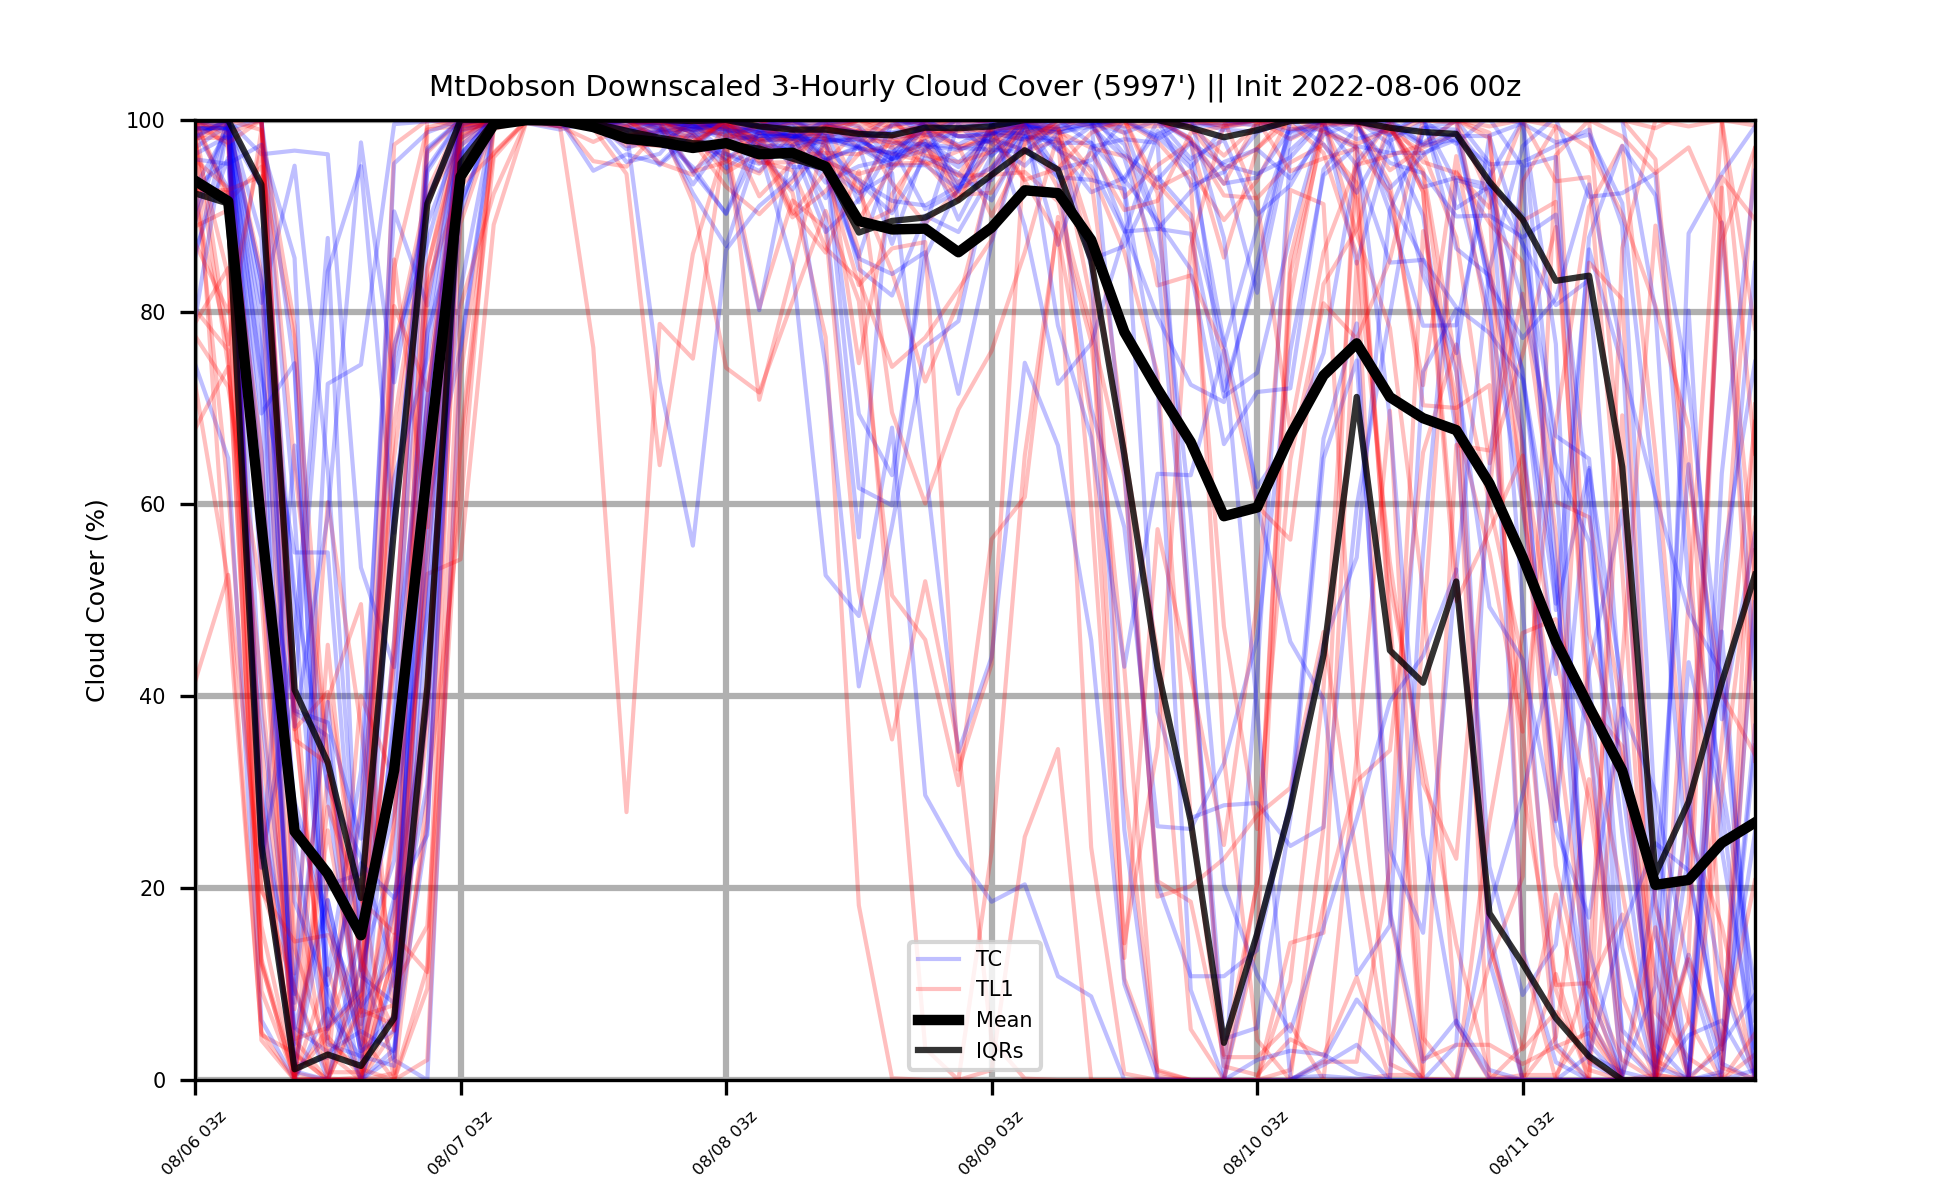 MtDobson Downscaled 3-Hourly Cloud Cover (5997') || Init 2022-08-06 00z
100
80
60
40
20
0
Cloud Cover (%)
TC
TL1
Mean
IQRs
08/06 03z
08/07 03z
08/08 03z
08/09 03z
08/10 03z
08/11 03z